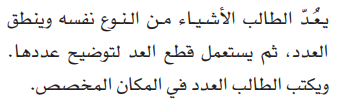 يعُدّ الطالب الأشياء من النوع نفسه وينطق
العدد، ثم يستعمل قطع العد لتوضيح عددها.
ويكتب الطالب العدد في المكان المخصص.